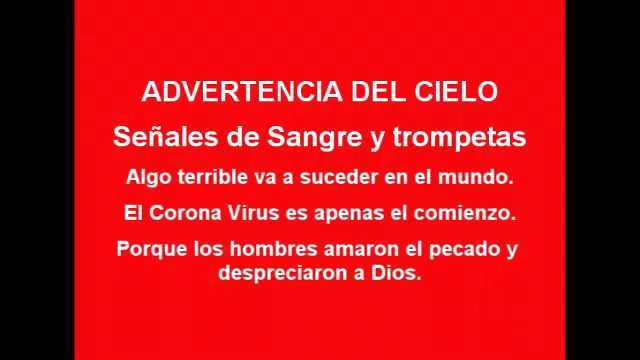 ADVERTENCIA DEL CIELO
Señales de Sangre y trompetas
Algo terrible va a suceder en el mundo.
El Corona Virus es apenas el comienzo.
Porque los hombres amaron el pecado y
despreciaron a Dios.